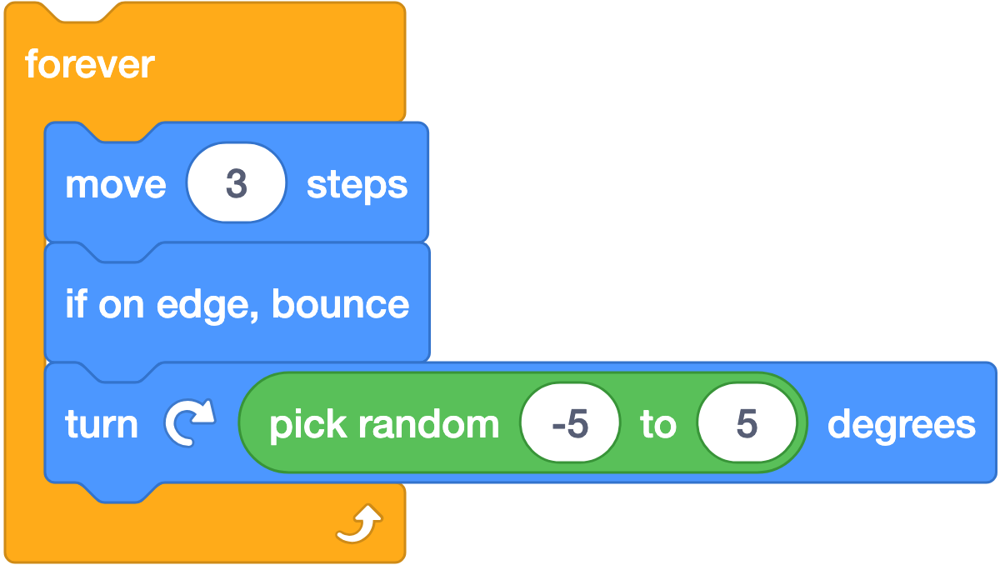 forever
move 3 steps
if on edge, bounce
turn pick random -5 to 5 degrees